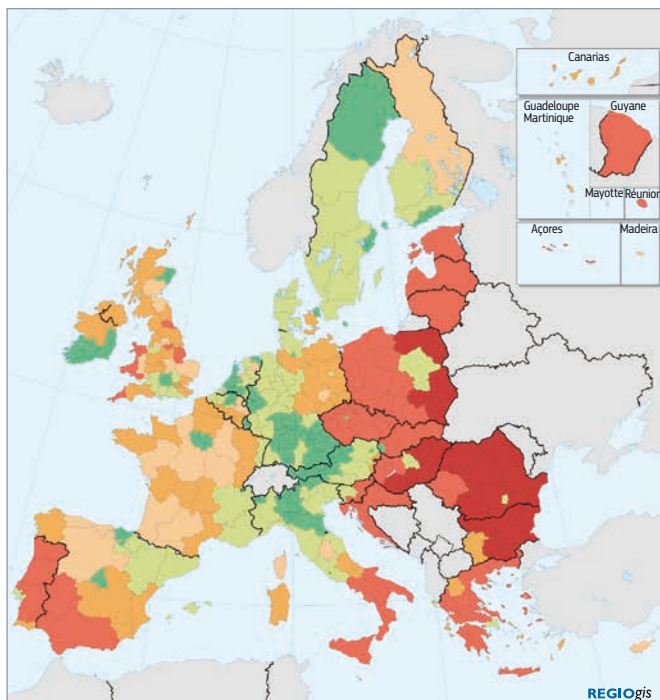 Canarias
Guadeloupe
Martinique
Guyane
Mayotte
Réunion
Açores
Madeira
REGIOgis